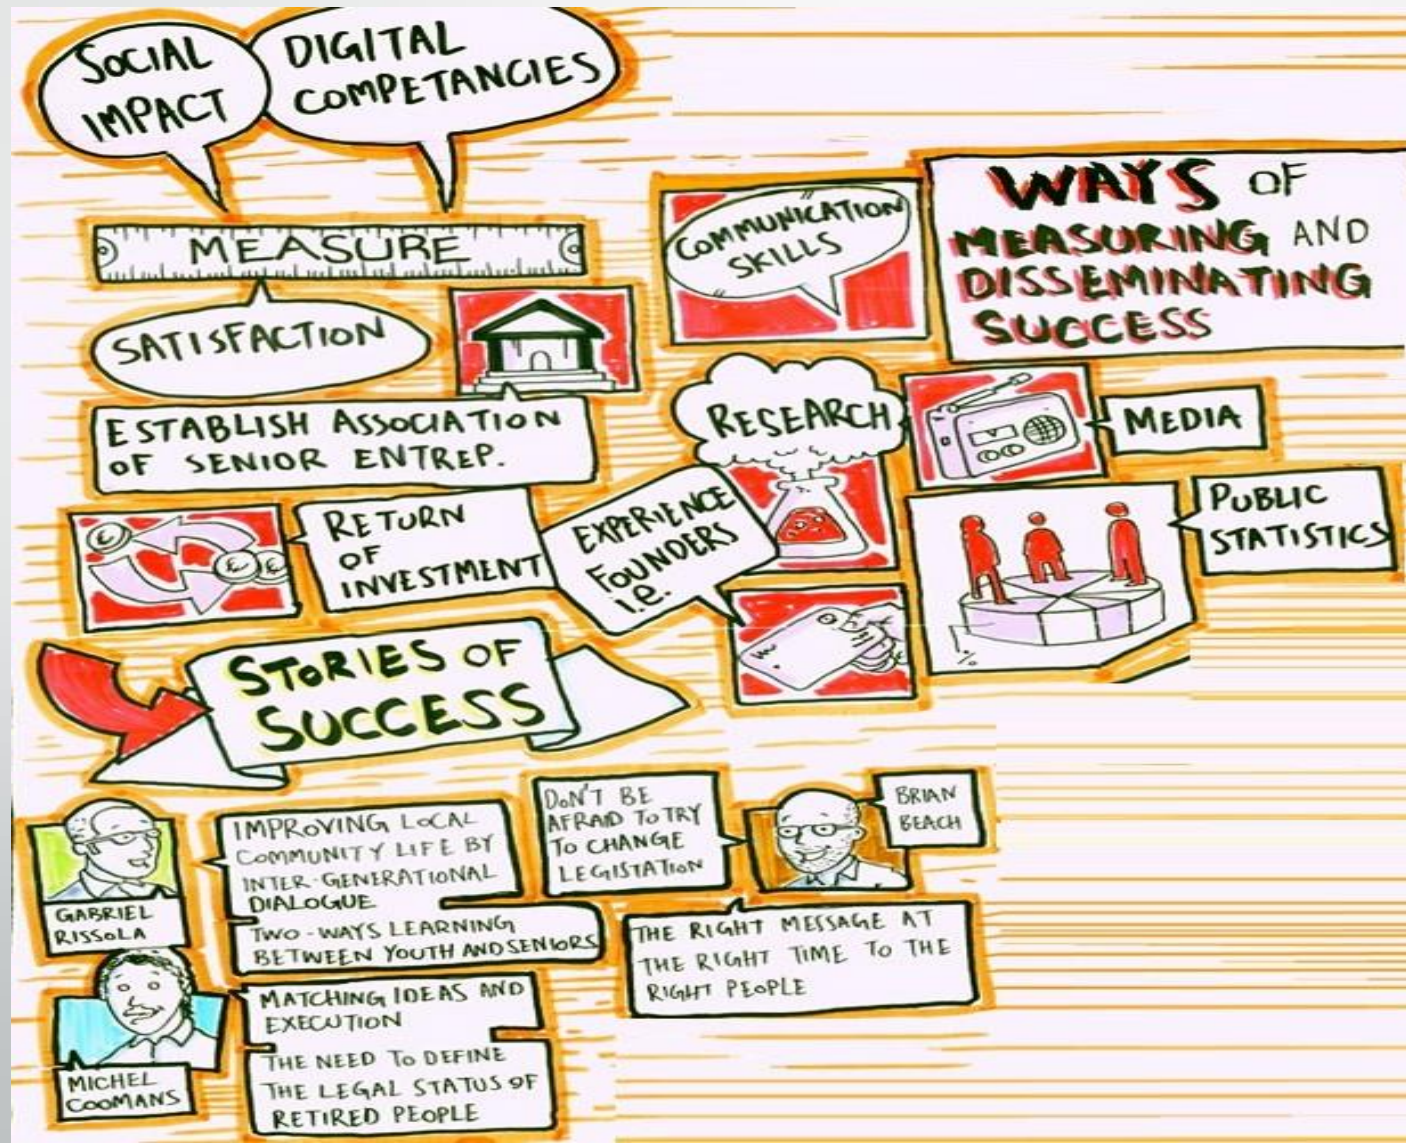 SOCIAL
IMPACT
DIGITAL
COMPETANCIES
MEASURE
SATISFACTION
ESTABLISH ASSOCIATION
OF SENIOR ENTREP.
RETURN
OF
INVESTMENT
COMMUNICATION
SKILLS
WAYS OF
MEASURING AND
DISSEMINATING
SUCCESS
RESEARCH
MEDIA
EXPERIENCE
FOUNDERS
i.e.
PUBLIC
STATISTICS
%
STORIES OF
SUCCESS
GABRIEL
RISSOLA
IMPROVING LOCAL
COMMUNITY LIFE BY
INTER-GENERATIONAL
DIALOGUE
TWO-WAYS LEARNING
BETWEEN YOUTH AND SENIORS
DON'T BE
AFRAID TO TRY
TO CHANGE
LEGISTATION
BRIAN
BEACH
THE RIGHT MESSAGE AT
THE RIGHT TIME TO THE
RIGHT PEOPLE
MICHEL
COOMANS
MATCHING IDEAS AND
EXECUTION
THE NEED TO DEFINE
THE LEGAL STATUS OF
RETIRED PEOPLE